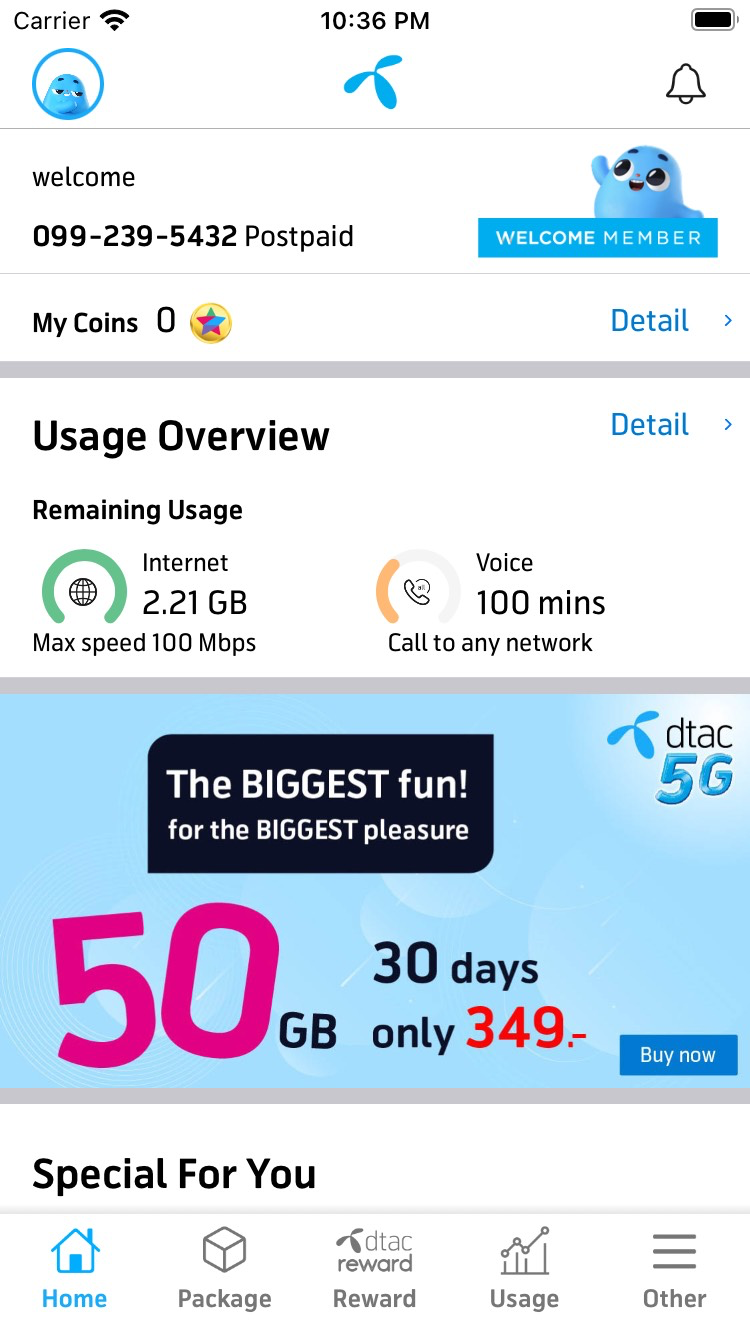 Carrier 10:36 PM
welcome
099-239-5432 Postpaid
WELCOME MEMBER
My Coins 0 Detail
Usage Overview Detail
Remaining Usage
Internet
2.21 GB
Max speed 100 Mbps
Voice
100 mins
Call to any network
dtac
5G
The BIGGEST fun!
for the BIGGEST pleasure
50 GB
30 days
only 349.-
Buy now
Special For You
dtac
reward
Home Package Reward Usage Other